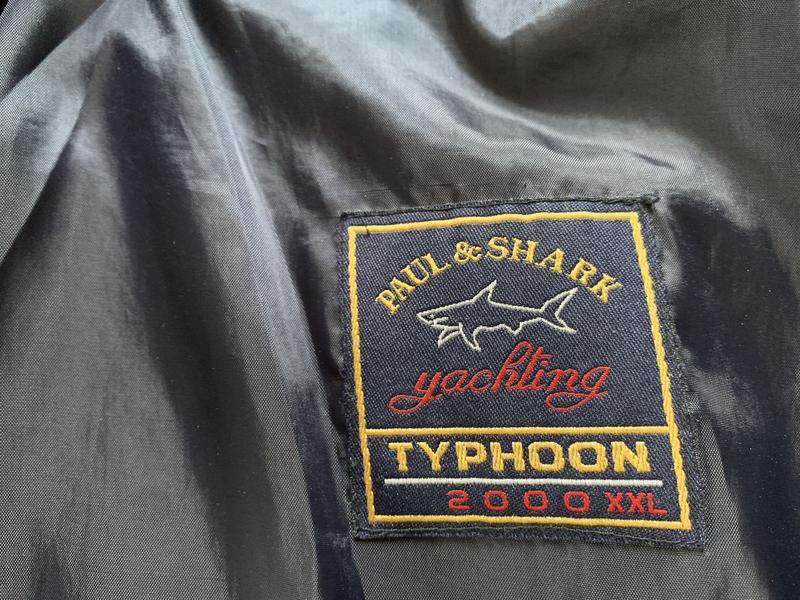 PAUL & SHARK
yachting
TYPHOON
2000 XXL